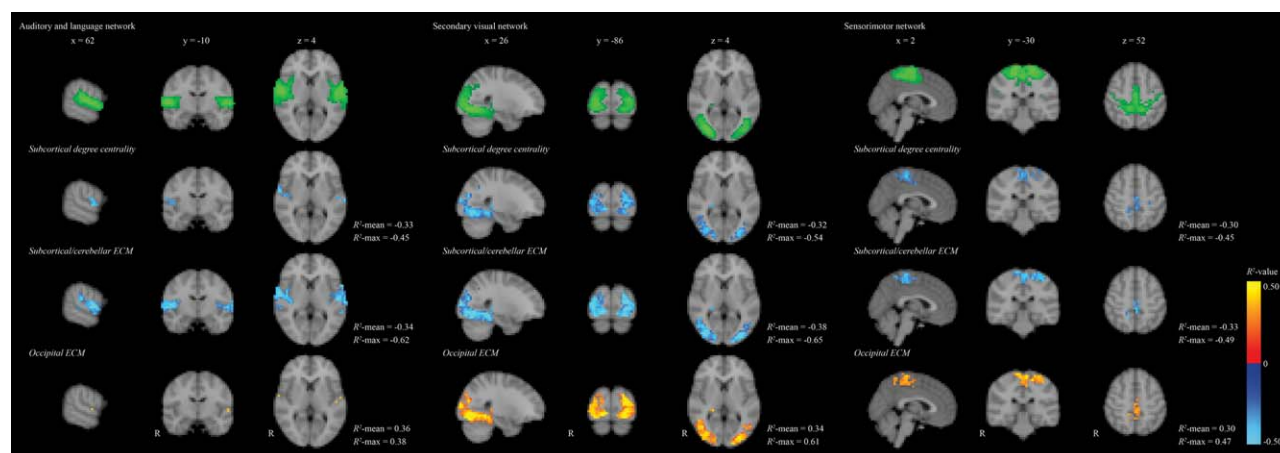 Auditory and language network
x = 62 y = -10 z = 4
Subcortical degree centrality
R²-mean = -0.33
R²-max = -0.45
Subcortical/cerebellar ECM
R²-mean = -0.34
R²-max = -0.62
Occipital ECM
R R
R²-mean = 0.36
R²-max = 0.38
Secondary visual network
x = 26 y = -86 z = 4
Subcortical degree centrality
R²-mean = -0.32
R²-max = -0.54
Subcortical/cerebellar ECM
R²-mean = -0.38
R²-max = -0.65
Occipital ECM
R R
R²-mean = 0.34
R²-max = 0.61
Sensorimotor network
x = 2 y = -30 z = 52
Subcortical degree centrality
R²-mean = -0.30
R²-max = -0.45
Subcortical/cerebellar ECM
R²-mean = -0.33
R²-max = -0.49
Occipital ECM
R R
R²-mean = 0.30
R²-max = 0.47
R²-value
0.50
0
-0.50